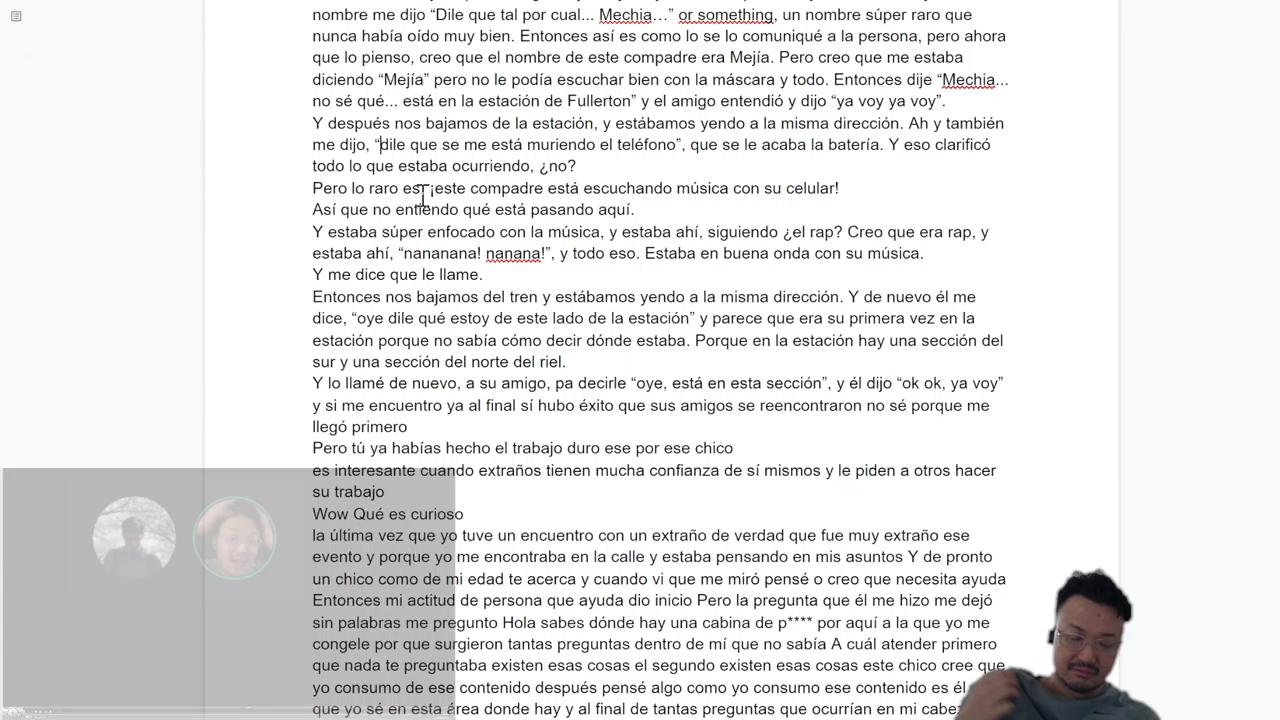 nombre me dijo “Dile que tal por cual... Mechia…” or something, un nombre súper raro que
nunca había oído muy bien. Entonces así es como lo se lo comuniqué a la persona, pero ahora
que lo pienso, creo que el nombre de este compadre era Mejía. Pero creo que me estaba
diciendo “Mejía” pero no le podía escuchar bien con la máscara y todo. Entonces dije “Mechia...
no sé qué... está en la estación de Fullerton” y el amigo entendió y dijo “ya voy ya voy”.
Y después nos bajamos de la estación, y estábamos yendo a la misma dirección. Ah y también
me dijo, “dile que se me está muriendo el teléfono”, que se le acaba la batería. Y eso clarificó
todo lo que estaba ocurriendo, ¿no?
Pero lo raro es ¡este compadre está escuchando música con su celular!
Así que no entiendo qué está pasando aquí.
Y estaba súper enfocado con la música, y estaba ahí, siguiendo ¿el rap? Creo que era rap, y
estaba ahí, “nananana! nanana!”, y todo eso. Estaba en buena onda con su música.
Y me dice que le llame.
Entonces nos bajamos del tren y estábamos yendo a la misma dirección. Y de nuevo él me
dice, “oye dile qué estoy de este lado de la estación” y parece que era su primera vez en la
estación porque no sabía cómo decir dónde estaba. Porque en la estación hay una sección del
sur y una sección del norte del riel.
Y lo llamé de nuevo, a su amigo, pa decirle “oye, está en esta sección”, y él dijo “ok ok, ya voy”
y si me encuentro ya al final sí hubo éxito que sus amigos se reencontraron no sé porque me
llegó primero
Pero tú ya habías hecho el trabajo duro ese por ese chico
es interesante cuando extraños tienen mucha confianza de sí mismos y le piden a otros hacer
su trabajo
Wow Qué es curioso
la última vez que yo tuve un encuentro con un extraño de verdad que fue muy extraño ese
evento y porque yo me encontraba en la calle y estaba pensando en mis asuntos Y de pronto
un chico como de mi edad te acerca y cuando vi que me miró pensé o creo que necesita ayuda
Entonces mi actitud de persona que ayuda dio inicio Pero la pregunta que él me hizo me dejó
sin palabras me pregunto Hola sabes dónde hay una cabina de p**** por aquí a la que yo me
congele por que surgieron tantas preguntas dentro de mí que no sabía A cuál atender primero
que nada te preguntaba existen esas cosas el segundo existen esas cosas este chico cree que
yo consumo de ese contenido después pensé algo como yo consumo ese contenido es él
que yo sé en esta área donde hay y al final de tantas preguntas que ocurrían en mi